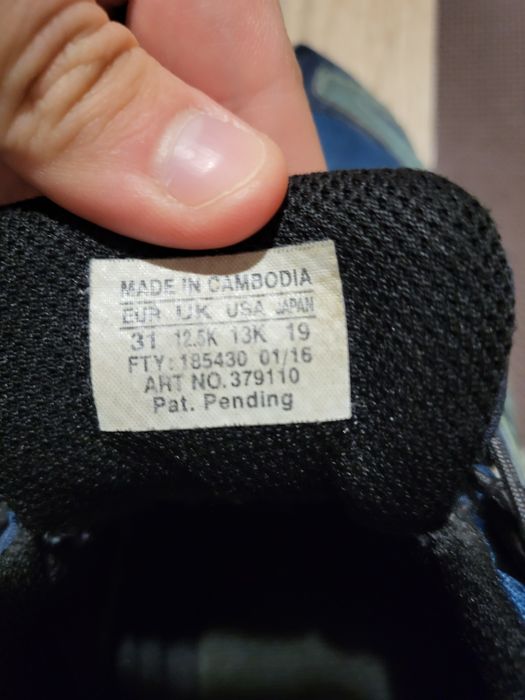 MADE IN CAMBODIA
EUR UK USA JAPAN
31 12.5K 13K 19
FTY: 185430 01/16
ART NO. 379110
Pat. Pending